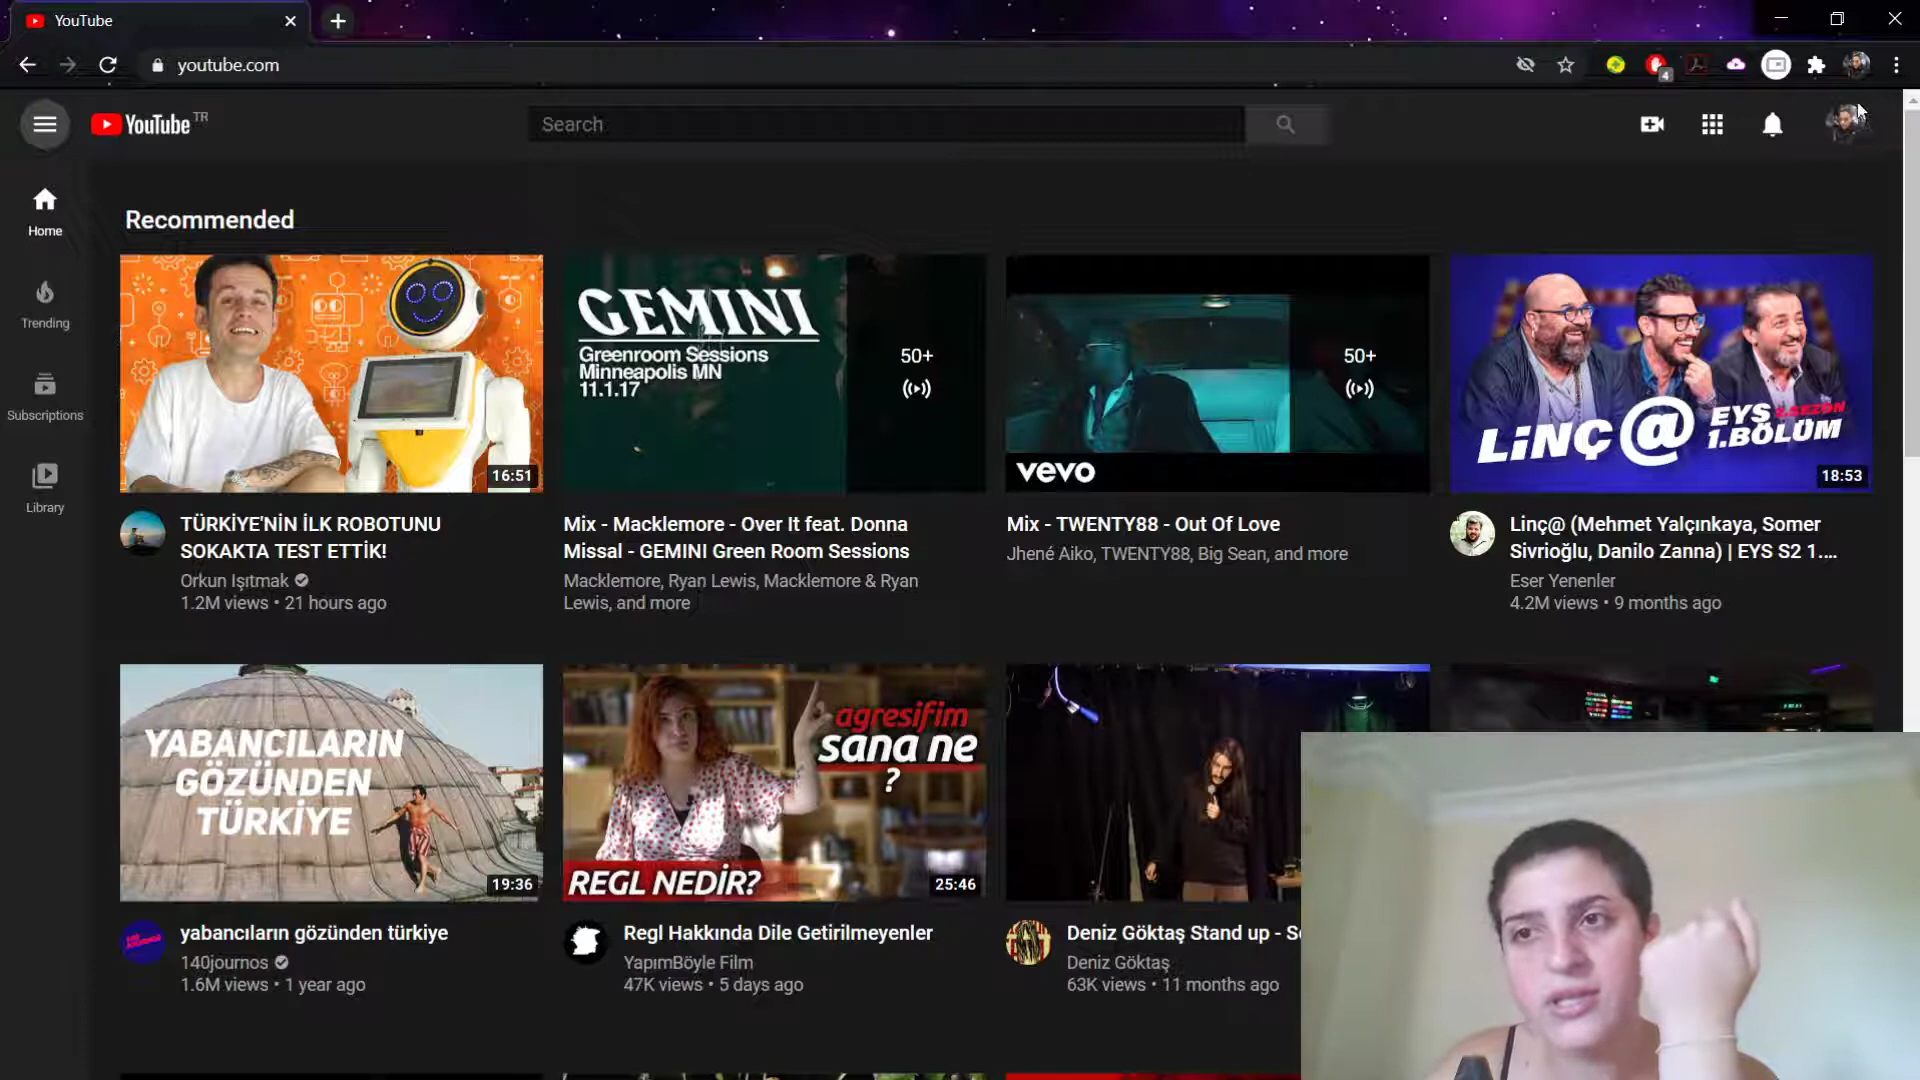 YouTube
youtube.com
4
YouTube TR
Search
Home
Trending
Subscriptions
Library
Recommended
16:51
GEMINI
Greenroom Sessions
Minneapolis MN
11.1.17
50+
vevo
50+
LİNÇ@ EYS 2.SEZON
1.BÖLÜM
18:53
TÜRKİYE'NİN İLK ROBOTUNU
SOKAKTA TEST ETTİK!
Orkun Işıtmak
1.2M views • 21 hours ago
Mix - Macklemore - Over It feat. Donna
Missal - GEMINI Green Room Sessions
Macklemore, Ryan Lewis, Macklemore & Ryan
Lewis, and more
Mix - TWENTY88 - Out Of Love
Jhené Aiko, TWENTY88, Big Sean, and more
Linç@ (Mehmet Yalçınkaya, Somer
Sivrioğlu, Danilo Zanna) | EYS S2 1....
Eser Yenenler
4.2M views • 9 months ago
YABANCILARIN
GÖZÜNDEN
TÜRKİYE
19:36
agresifim
sana ne
?
REGL NEDİR?
25:46
yabancıların gözünden türkiye
140journos
1.6M views • 1 year ago
Regl Hakkında Dile Getirilmeyenler
YapımBöyle Film
47K views • 5 days ago
Deniz Göktaş Stand up -
Deniz Göktaş
63K views • 11 months ago